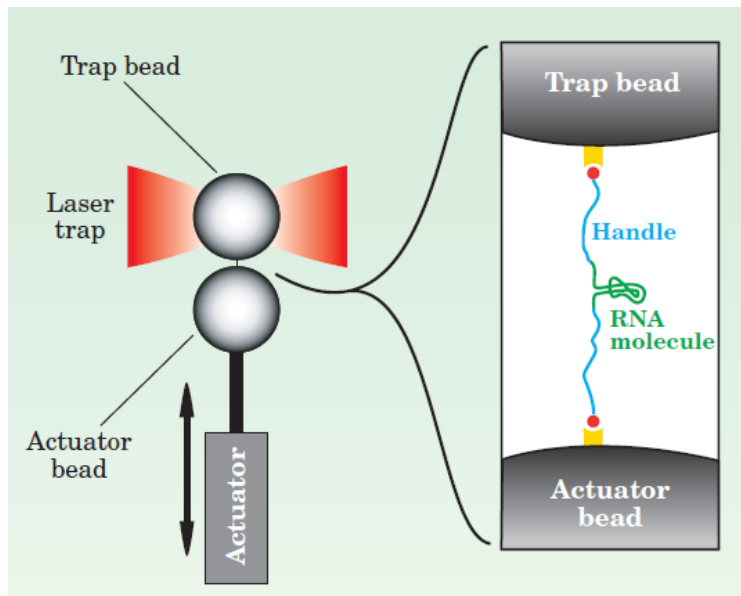 Trap bead
Laser
trap
Actuator
bead
Actuator
Trap bead
Handle
RNA
molecule
Actuator
bead